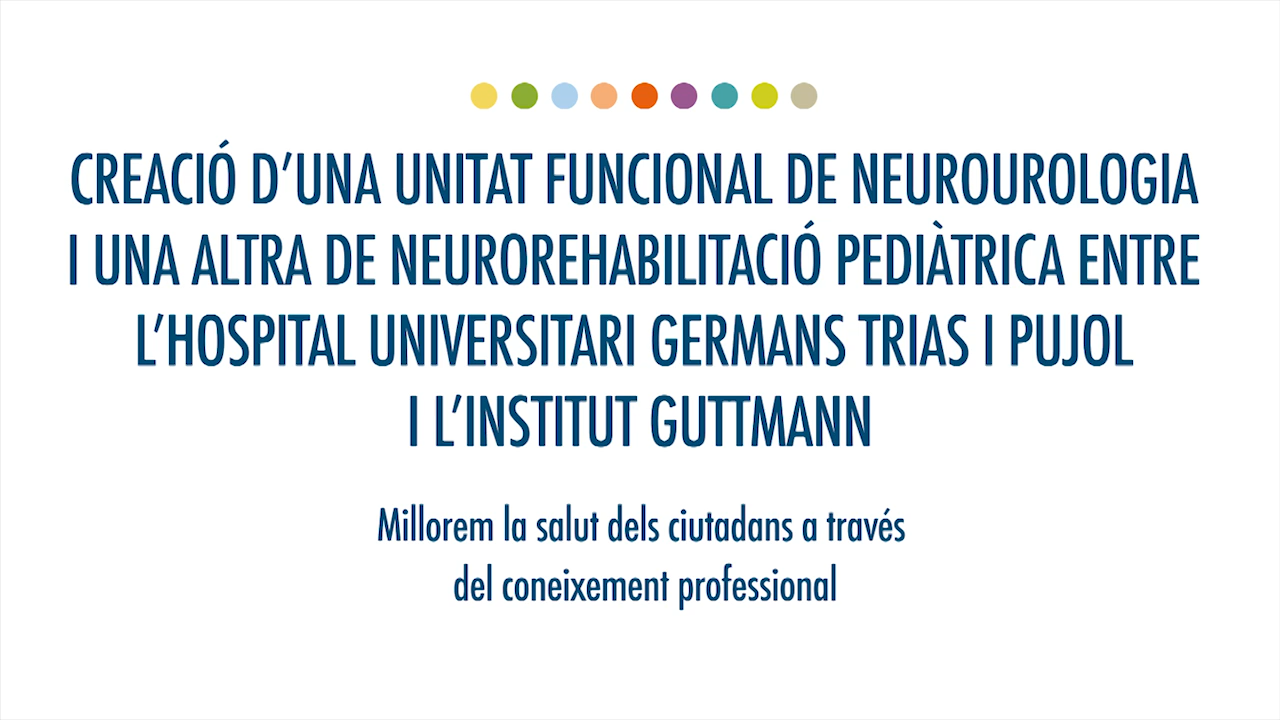 CREACIÓ D’UNA UNITAT FUNCIONAL DE NEUROUROLOGIA
I UNA ALTRA DE NEUROREHABILITACIÓ PEDIÀTRICA ENTRE
L’HOSPITAL UNIVERSITARI GERMANS TRIAS I PUJOL
I L’INSTITUT GUTTMANN
Millorem la salut dels ciutadans a través
del coneixement professional